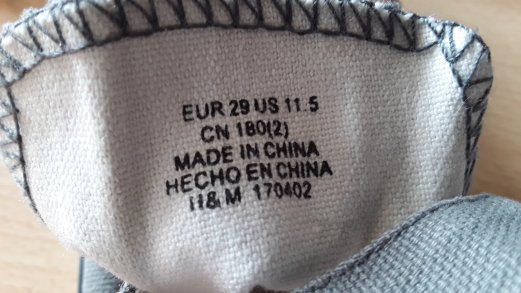 EUR 29 US 11.5
CN 180(2)
MADE IN CHINA
HECHO EN CHINA
H&M 170402